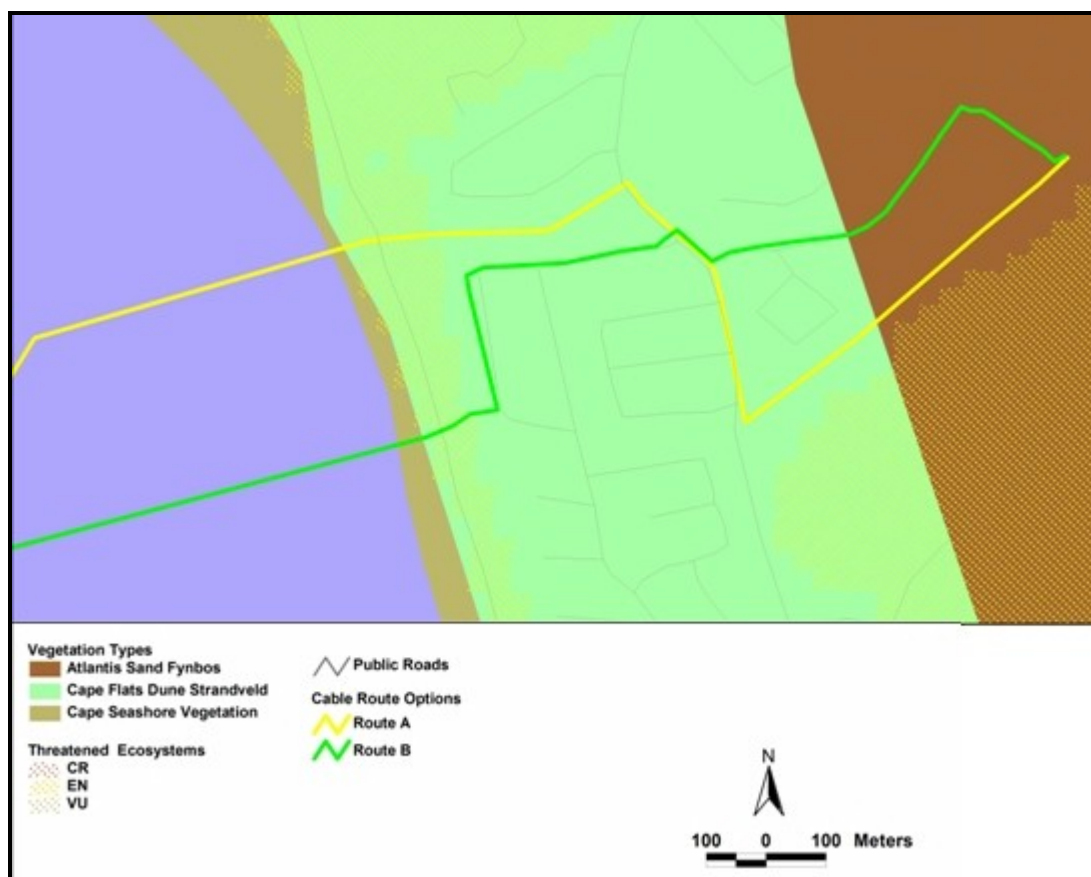 Vegetation Types
Atlantis Sand Fynbos
Cape Flats Dune Strandveld
Cape Seashore Vegetation
Threatened Ecosystems
CR
EN
VU
Public Roads
Cable Route Options
Route A
Route B
N
100 0 100 Meters